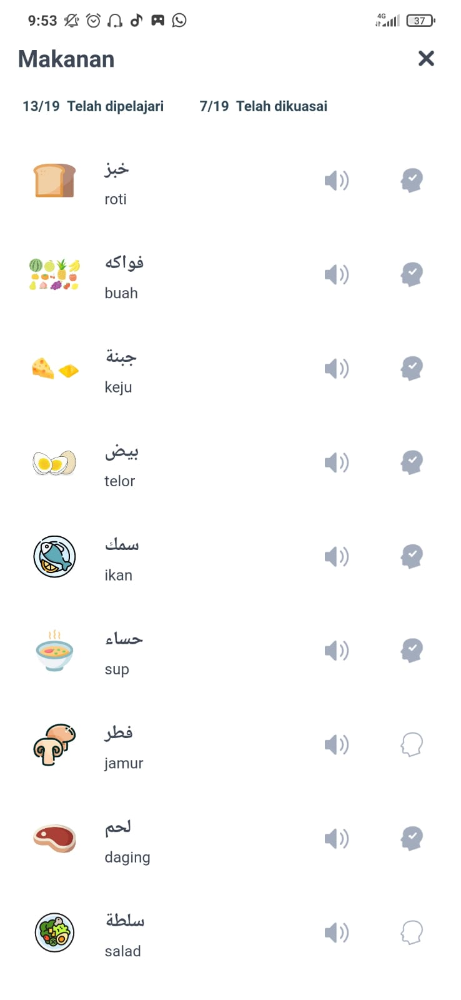 9:53
4G
37
Makanan
13/19 Telah dipelajari
7/19 Telah dikuasai
خبز
roti
فواكه
buah
جبنة
keju
بيض
telor
سمك
ikan
حساء
sup
فطر
jamur
لحم
daging
سلطة
salad